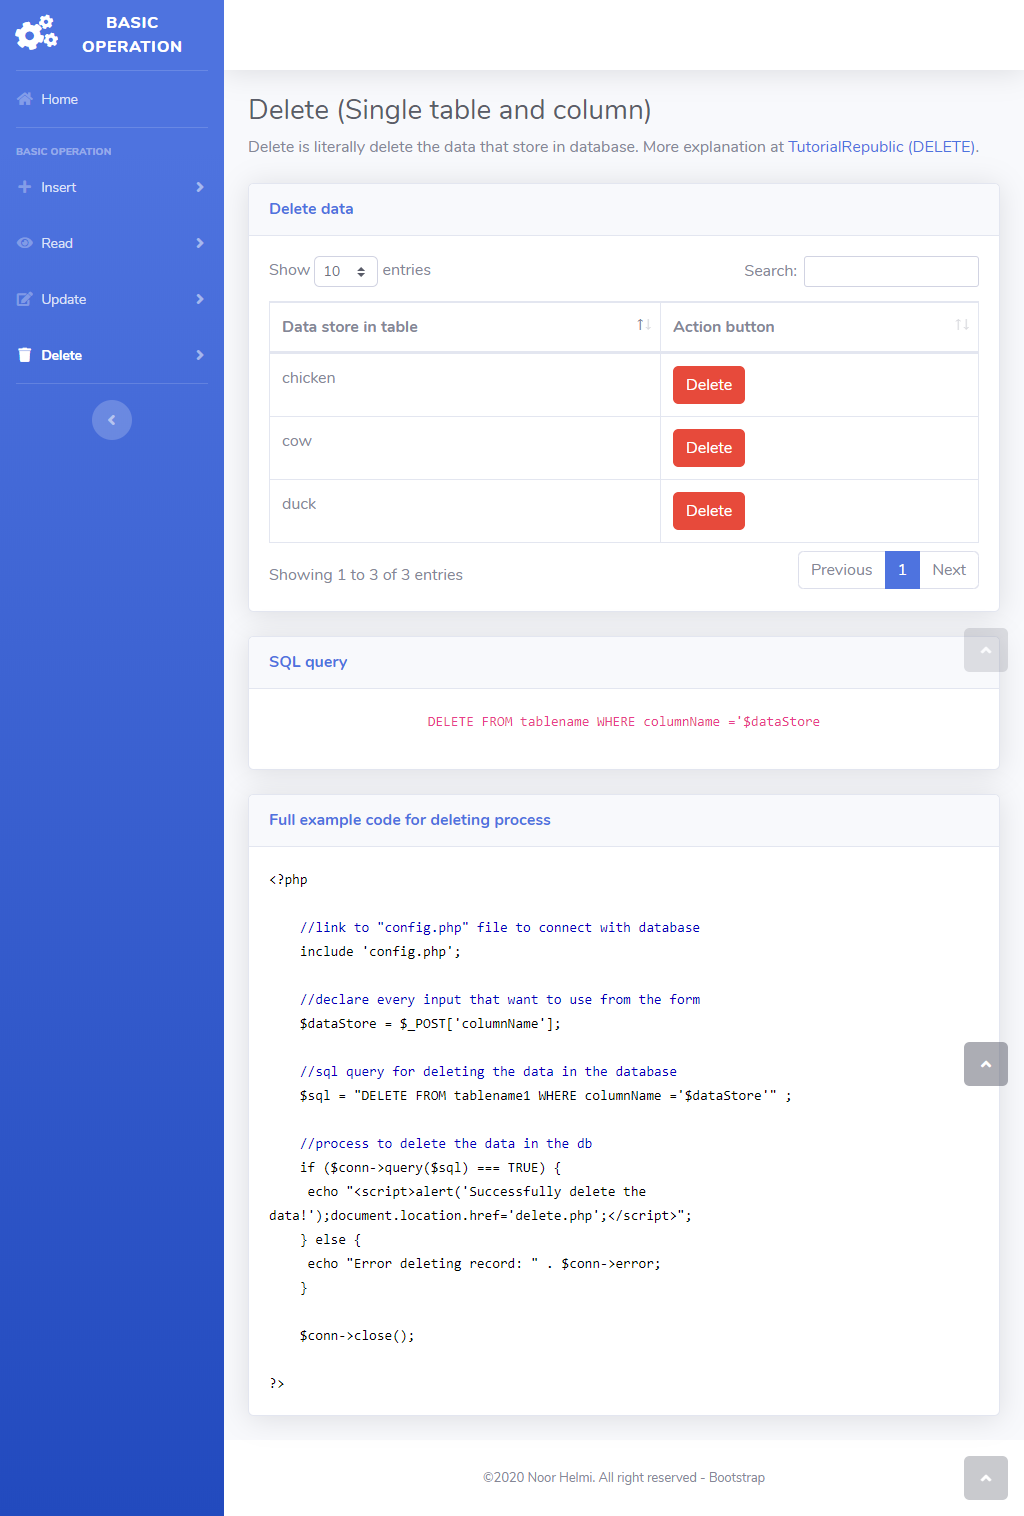 BASIC
OPERATION
Home
BASIC OPERATION
Insert
Read
Update
Delete
Delete (Single table and column)
Delete is literally delete the data that store in database. More explanation at TutorialRepublic (DELETE).
Delete data
Show 10 entries
Search:
Data store in table
Action button
chicken
Delete
cow
Delete
duck
Delete
Showing 1 to 3 of 3 entries
Previous 1 Next
SQL query
DELETE FROM tablename WHERE columnName ='$dataStore
Full example code for deleting process
<?php
//link to "config.php" file to connect with database
include 'config.php';
//declare every input that want to use from the form
$dataStore = $_POST['columnName'];
//sql query for deleting the data in the database
$sql = "DELETE FROM tablename1 WHERE columnName ='$dataStore'" ;
//process to delete the data in the db
if ($conn->query($sql) === TRUE) {
echo "<script>alert('Successfully delete the
data!');document.location.href='delete.php';</script>";
} else {
echo "Error deleting record: " . $conn->error;
}
$conn->close();
?>
©2020 Noor Helmi. All right reserved - Bootstrap